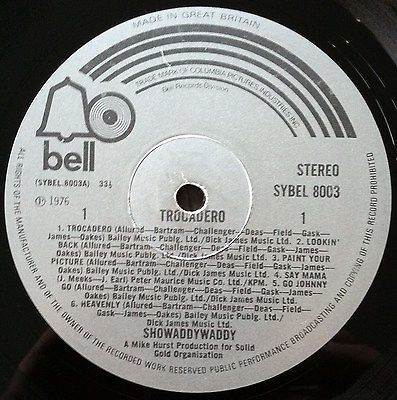 MADE IN GREAT BRITAIN
TRADE MARK OF COLUMBIA PICTURES INDUSTRIES INC.
Bell Records Division
bell
(SYBEL.8003A) 33⅓
℗ 1976
STEREO
SYBEL 8003
1 TROCADERO 1
1. TROCADERO (Allured—Bartram—Challenger—Deas—Field—Gask—
James—Oakes) Bailey Music Publg. Ltd./Dick James Music Ltd. 2. LOOKIN'
BACK (Allured—Bartram—Challenger—Deas—Field—Gask—James—
Oakes) Bailey Music Publg. Ltd./Dick James Music Ltd. 3. PAINT YOUR
PICTURE (Allured—Bartram—Challenger—Deas—Field—Gask—James—
Oakes) Bailey Music Publg. Ltd./Dick James Music Ltd. 4. SAY MAMA
(J. Meeks—J. Earl) Peter Maurice Music Co. Ltd./KPM. 5. GO JOHNNY
GO (Allured—Bartram—Challenger—Deas—Field—Gask—James—
Oakes) Bailey Music Publg. Ltd./Dick James Music Ltd.
6. HEAVENLY (Allured—Bartram—Challenger—Deas—Field—
Gask—James—Oakes) Bailey Music Publg. Ltd./
Dick James Music Ltd.
SHOWADDYWADDY
A Mike Hurst Production for Solid
Gold Organisation
ALL RIGHTS OF THE MANUFACTURER AND OF THE OWNER OF THE RECORDED WORK RESERVED UNAUTHORISED PUBLIC PERFORMANCE BROADCASTING AND COPYING OF THIS RECORD PROHIBITED